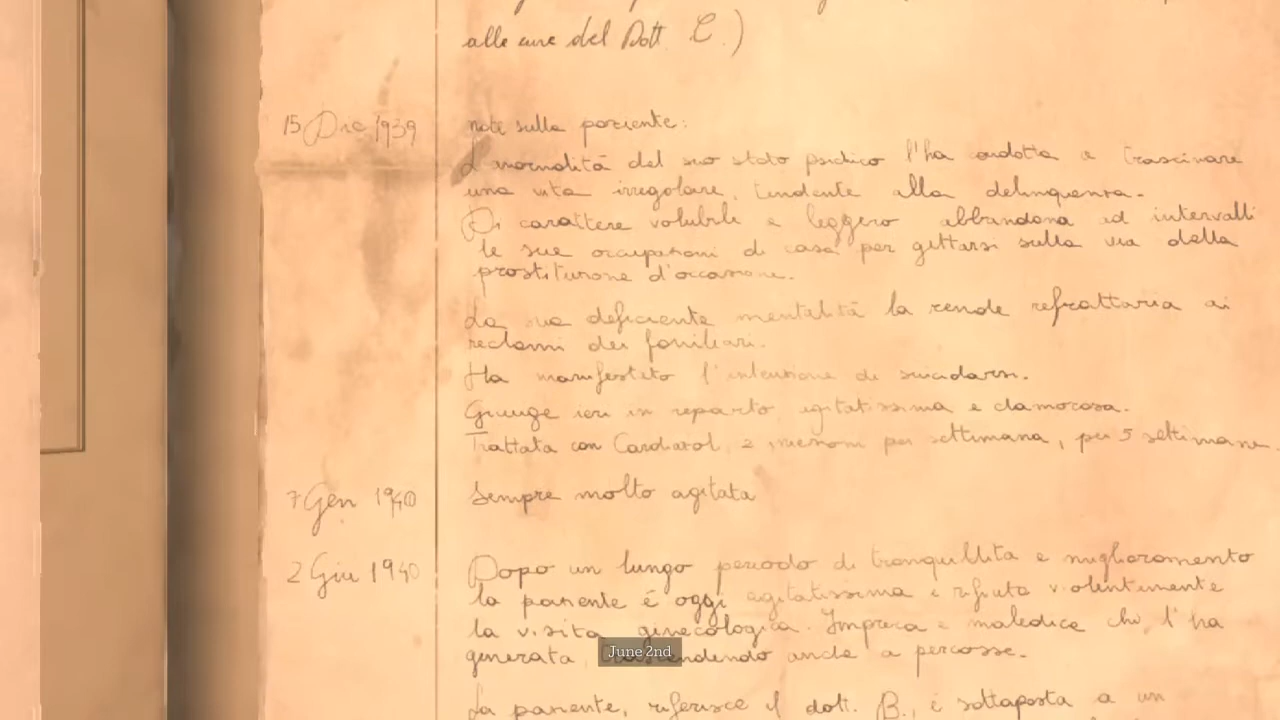 alle cure del Dott C.)
15 Dic 1939
note sulla paziente:
L'anormalità del suo stato psichico l'ha condotta a trascinare
una vita irregolare, tendente alla delinquenza.
Di carattere volubile e leggero abbandona ad intervalli
le sue occupazioni di casa per gettarsi sulla via della
prostituzione d'occasione.
La sua deficiente mentalità la rende refrattaria ai
reclami dei familiari.
Ha manifestato l'intenzione di suicidarsi.
Giunge ieri in reparto agitatissima e clamorosa.
Trattata con Cardiazol, 2 iniezioni per settimana, per 5 settimane
7 Gen 1940
Sempre molto agitata
2 Giu 1940
Dopo un lungo periodo di tranquillità e miglioramento
la paziente é oggi agitatissima e rifiuta violentemente
la visita ginecologica. Impreca e maledice chi l'ha
generata, trascendendo anche a percosse.
June 2nd
La paziente, riferisce il dott. B., é sottoposta a un